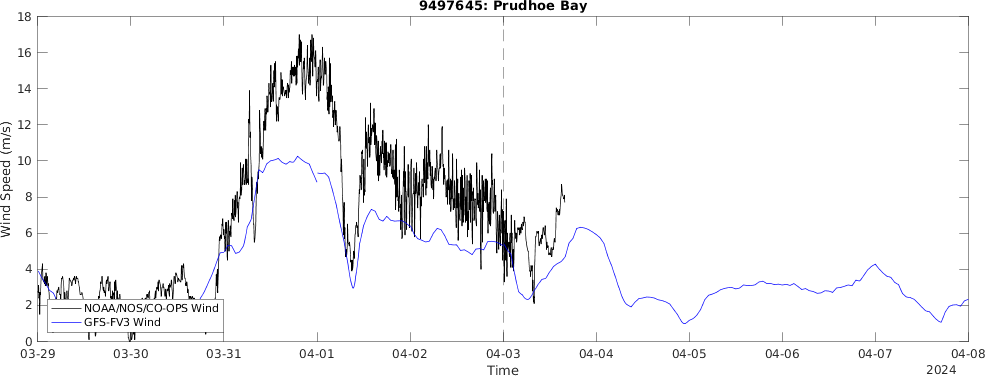 9497645: Prudhoe Bay
18
16
14
12
10
8
6
4
2
0
Wind Speed (m/s)
NOAA/NOS/CO-OPS Wind
GFS-FV3 Wind
03-29 03-30 03-31 04-01 04-02 04-03 04-04 04-05 04-06 04-07 04-08
Time
2024